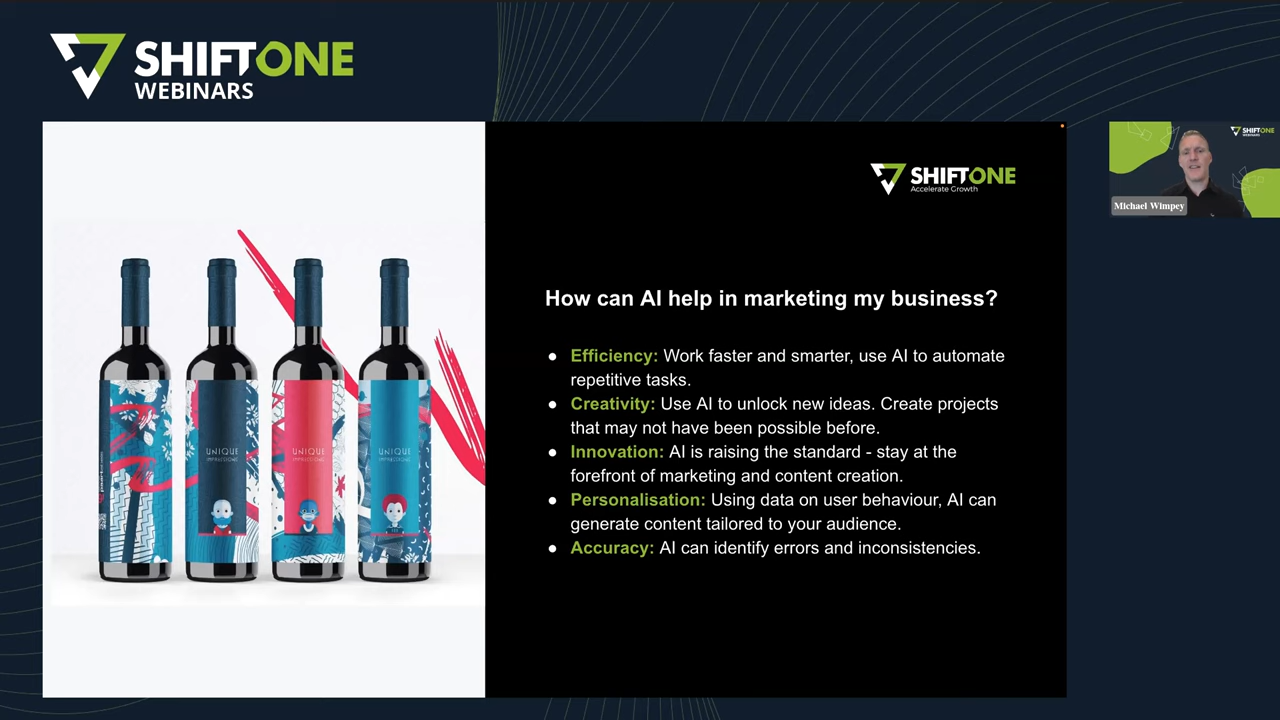 SHIFTONE
WEBINARS
SHIFTONE
Accelerate Growth
SHIFTONE
WEBINARS
Michael Wimpey
How can AI help in marketing my business?
● Efficiency: Work faster and smarter, use AI to automate
repetitive tasks.
● Creativity: Use AI to unlock new ideas. Create projects
that may not have been possible before.
● Innovation: AI is raising the standard - stay at the
forefront of marketing and content creation.
● Personalisation: Using data on user behaviour, AI can
generate content tailored to your audience.
● Accuracy: AI can identify errors and inconsistencies.
UNIQUE
UNIQUE
UNIQUE